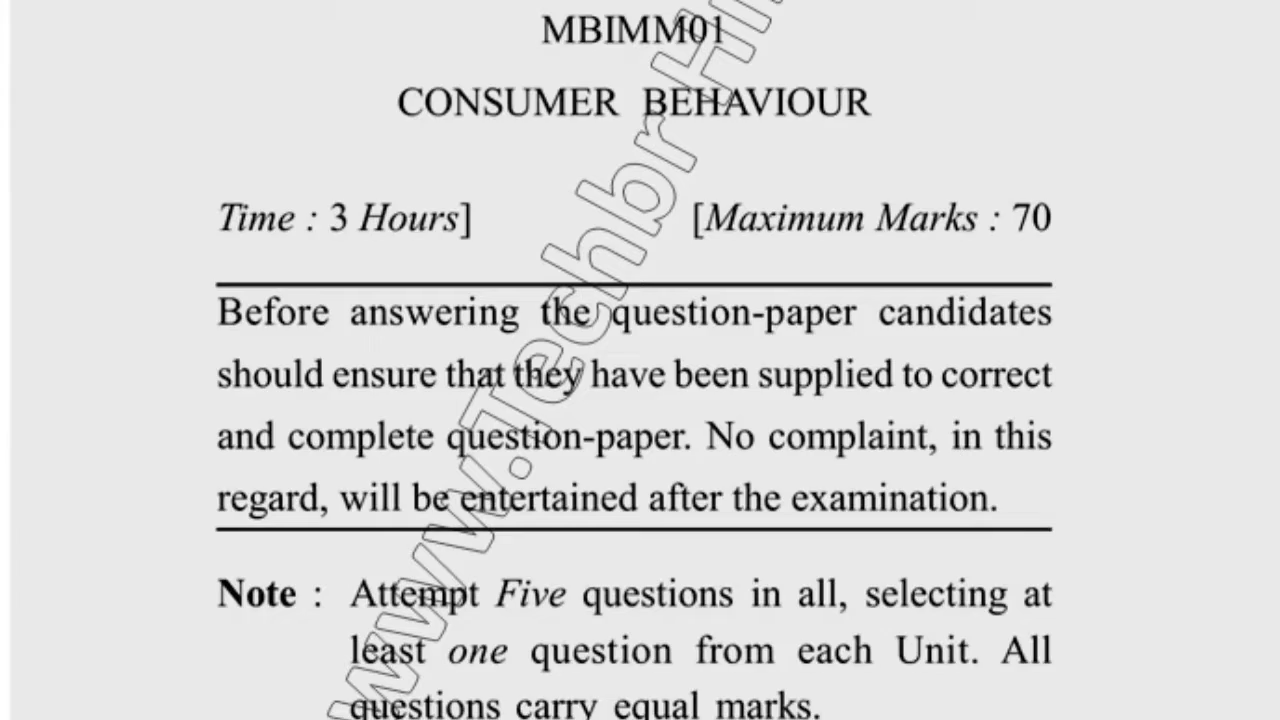 MBIMM01
CONSUMER BEHAVIOUR
Time : 3 Hours] [Maximum Marks : 70
Before answering the question-paper candidates
should ensure that they have been supplied to correct
and complete question-paper. No complaint, in this
regard, will be entertained after the examination.
Note : Attempt Five questions in all, selecting at
least one question from each Unit. All
questions carry equal marks.
www.Techbr